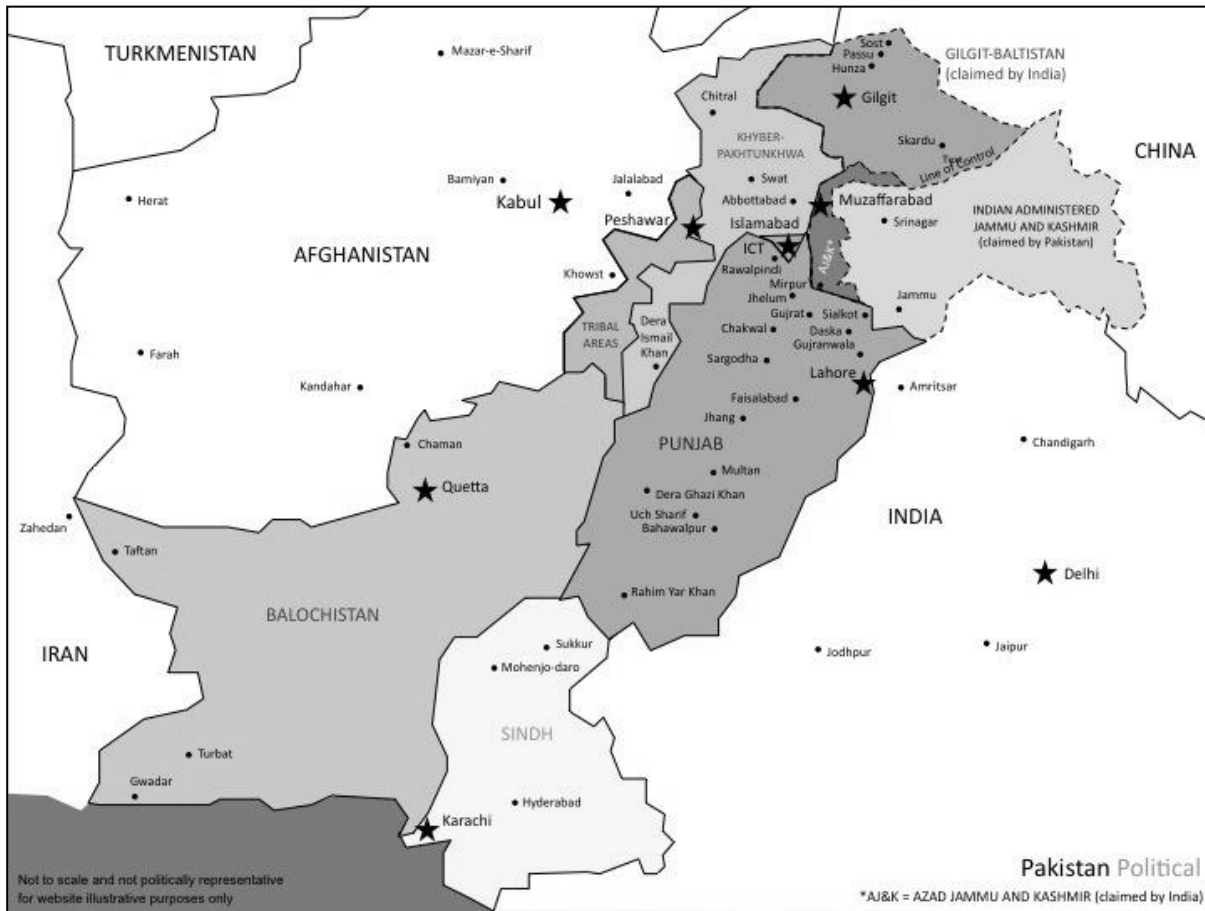 TURKMENISTAN
Mazar-e-Sharif
Sost
Passu
Hunza
GILGIT-BALTISTAN
(claimed by India)
Chitral
Gilgit
KHYBER-
PAKHTUNKHWA
Skardu
Line of Control
CHINA
Herat
Bamiyan
Kabul
Jalalabad
Swat
Abbottabad
Muzaffarabad
Peshawar
Islamabad
Srinagar
INDIAN ADMINISTERED
JAMMU AND KASHMIR
(claimed by Pakistan)
AFGHANISTAN
ICT
AJ&K*
Rawalpindi
Khowst
Mirpur
Jhelum
Jammu
Gujrat
Sialkot
TRIBAL
AREAS
Dera
Ismail
Khan
Chakwal
Daska
Gujranwala
Farah
Sargodha
Lahore
Kandahar
Amritsar
Faisalabad
Jhang
Chaman
PUNJAB
Chandigarh
Multan
Quetta
Dera Ghazi Khan
Uch Sharif
Bahawalpur
INDIA
Zahedan
Taftan
Delhi
Rahim Yar Khan
BALOCHISTAN
IRAN
Sukkur
Mohenjo-daro
Jodhpur
Jaipur
SINDH
Turbat
Gwadar
Hyderabad
Karachi
Not to scale and not politically representative
for website illustrative purposes only
Pakistan Political
*AJ&K = AZAD JAMMU AND KASHMIR (claimed by India)